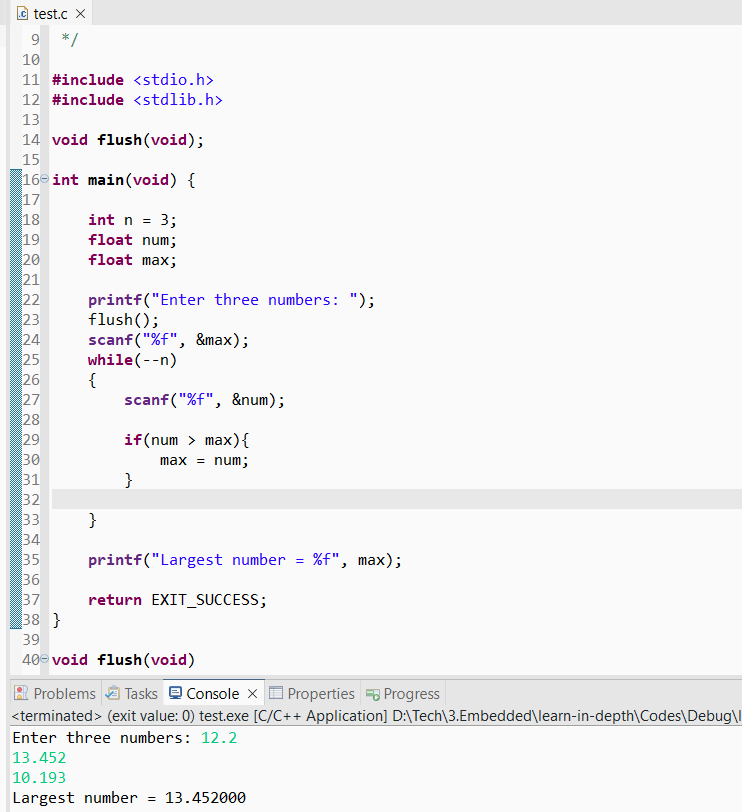 test.c
9 */
10
11 #include <stdio.h>
12 #include <stdlib.h>
13
14 void flush(void);
15
16 int main(void) {
17
18     int n = 3;
19     float num;
20     float max;
21
22     printf("Enter three numbers: ");
23     flush();
24     scanf("%f", &max);
25     while(--n)
26     {
27         scanf("%f", &num);
28
29         if(num > max){
30             max = num;
31         }
32
33     }
34
35     printf("Largest number = %f", max);
36
37     return EXIT_SUCCESS;
38 }
39
40 void flush(void)
Problems Tasks Console Properties Progress
<terminated> (exit value: 0) test.exe [C/C++ Application] D:\Tech\3.Embedded\learn-in-depth\Codes\Debug\
Enter three numbers: 12.2
13.452
10.193
Largest number = 13.452000